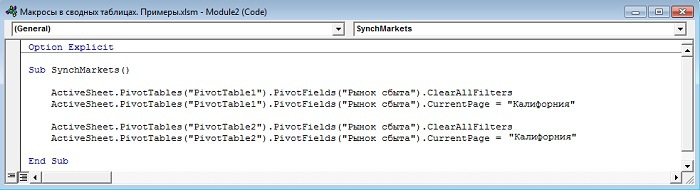 Макросы в сводных таблицах. Примеры.xlsm - Module2 (Code)
(General) SynchMarkets
Option Explicit
Sub SynchMarkets()
ActiveSheet.PivotTables("PivotTable1").PivotFields("Рынок сбыта").ClearAllFilters
ActiveSheet.PivotTables("PivotTable1").PivotFields("Рынок сбыта").CurrentPage = "Калифорния"
ActiveSheet.PivotTables("PivotTable2").PivotFields("Рынок сбыта").ClearAllFilters
ActiveSheet.PivotTables("PivotTable2").PivotFields("Рынок сбыта").CurrentPage = "Калифорния"
End Sub